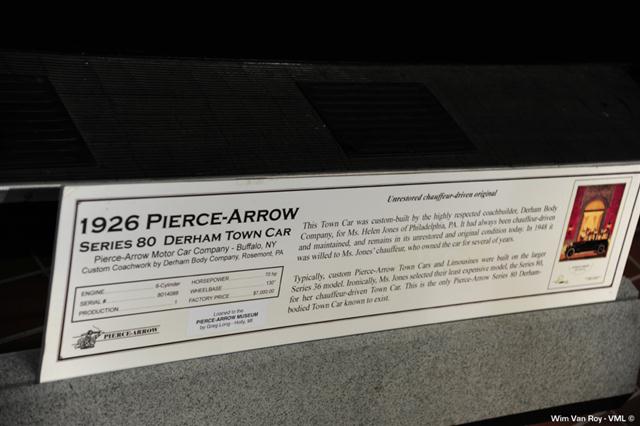 1926 PIERCE-ARROW
SERIES 80 DERHAM TOWN CAR
Pierce-Arrow Motor Car Company - Buffalo, NY
Custom Coachwork by Derham Body Company, Rosemont, PA
ENGINE 6-Cylinder HORSEPOWER 70 hp
SERIAL # 8014088 WHEELBASE 130"
PRODUCTION 1 FACTORY PRICE $7,000.00
PIERCE-ARROW
Loaned to the
PIERCE-ARROW MUSEUM
by Greg Long - Holly, MI
Unrestored chauffeur-driven original
This Town Car was custom-built by the highly respected coachbuilder, Derham Body
Company, for Ms. Helen Jones of Philadelphia, PA. It had always been chauffeur-driven
and maintained, and remains in its unrestored and original condition today. In 1948 it
was willed to Ms. Jones' chauffeur, who owned the car for several years.
Typically, custom Pierce-Arrow Town Cars and Limousines were built on the larger
Series 36 model. Ironically, Ms. Jones selected their least expensive model, the Series 80,
for her chauffeur-driven Town Car. This is the only Pierce-Arrow Series 80 Derham-
bodied Town Car known to exist.
Wim Van Roy - VML ©